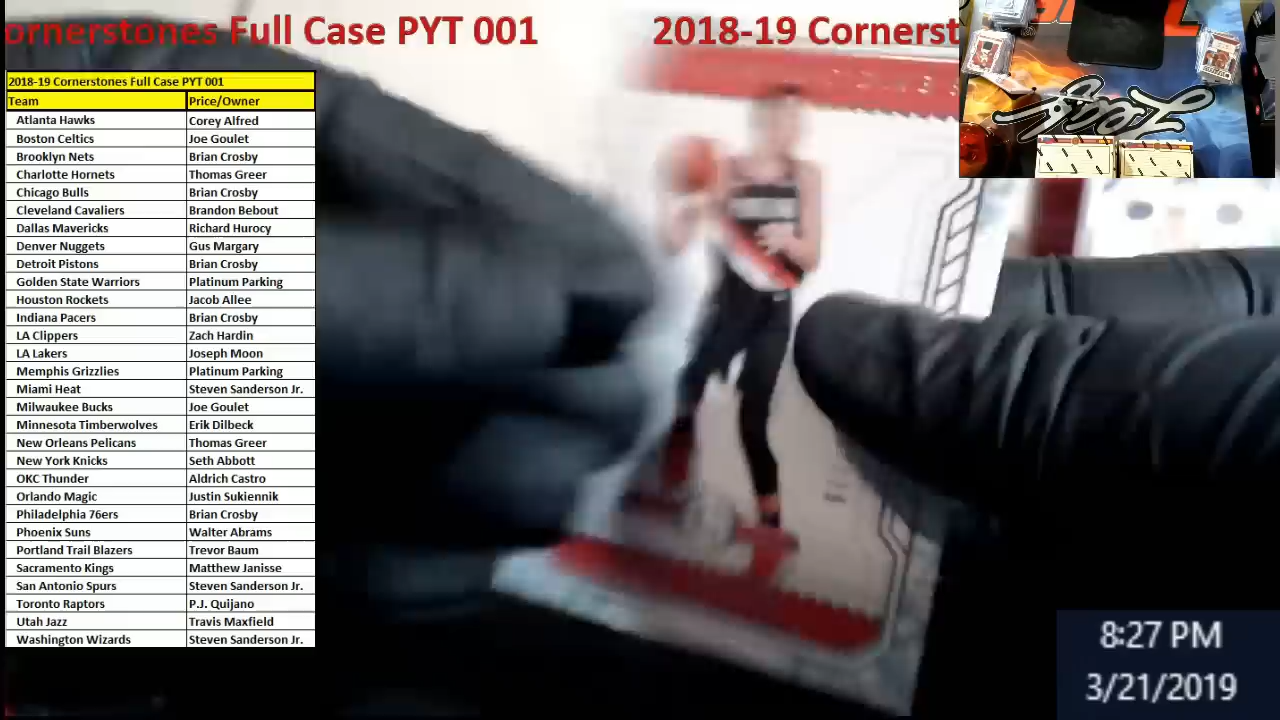 ornerstones Full Case PYT 001 2018-19 Cornerst
2018-19 Cornerstones Full Case PYT 001
Team Price/Owner
Atlanta Hawks Corey Alfred
Boston Celtics Joe Goulet
Brooklyn Nets Brian Crosby
Charlotte Hornets Thomas Greer
Chicago Bulls Brian Crosby
Cleveland Cavaliers Brandon Bebout
Dallas Mavericks Richard Hurocy
Denver Nuggets Gus Margary
Detroit Pistons Brian Crosby
Golden State Warriors Platinum Parking
Houston Rockets Jacob Allee
Indiana Pacers Brian Crosby
LA Clippers Zach Hardin
LA Lakers Joseph Moon
Memphis Grizzlies Platinum Parking
Miami Heat Steven Sanderson Jr.
Milwaukee Bucks Joe Goulet
Minnesota Timberwolves Erik Dilbeck
New Orleans Pelicans Thomas Greer
New York Knicks Seth Abbott
OKC Thunder Aldrich Castro
Orlando Magic Justin Sukiennik
Philadelphia 76ers Brian Crosby
Phoenix Suns Walter Abrams
Portland Trail Blazers Trevor Baum
Sacramento Kings Matthew Janisse
San Antonio Spurs Steven Sanderson Jr.
Toronto Raptors P.J. Quijano
Utah Jazz Travis Maxfield
Washington Wizards Steven Sanderson Jr.
8:27 PM
3/21/2019